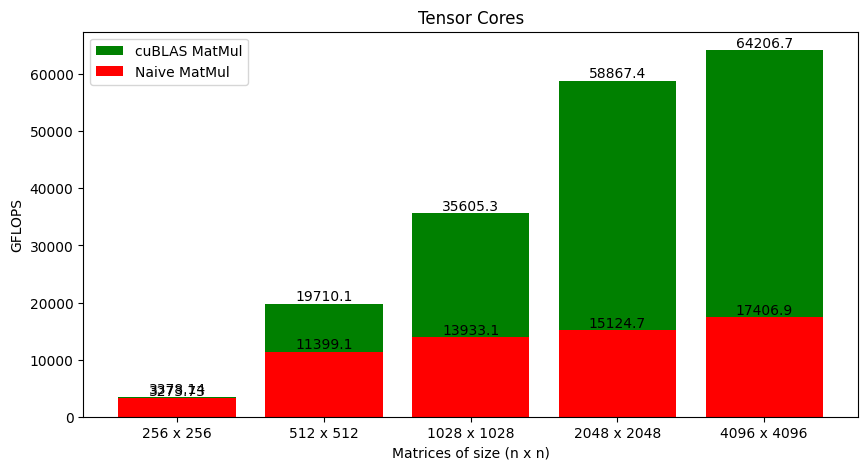 Tensor Cores
cuBLAS MatMul
Naive MatMul
GFLOPS
60000
50000
40000
30000
20000
10000
0
64206.7
58867.4
35605.3
19710.1
17406.9
15124.7
13933.1
11399.1
256 x 256
512 x 512
1028 x 1028
2048 x 2048
4096 x 4096
Matrices of size (n x n)